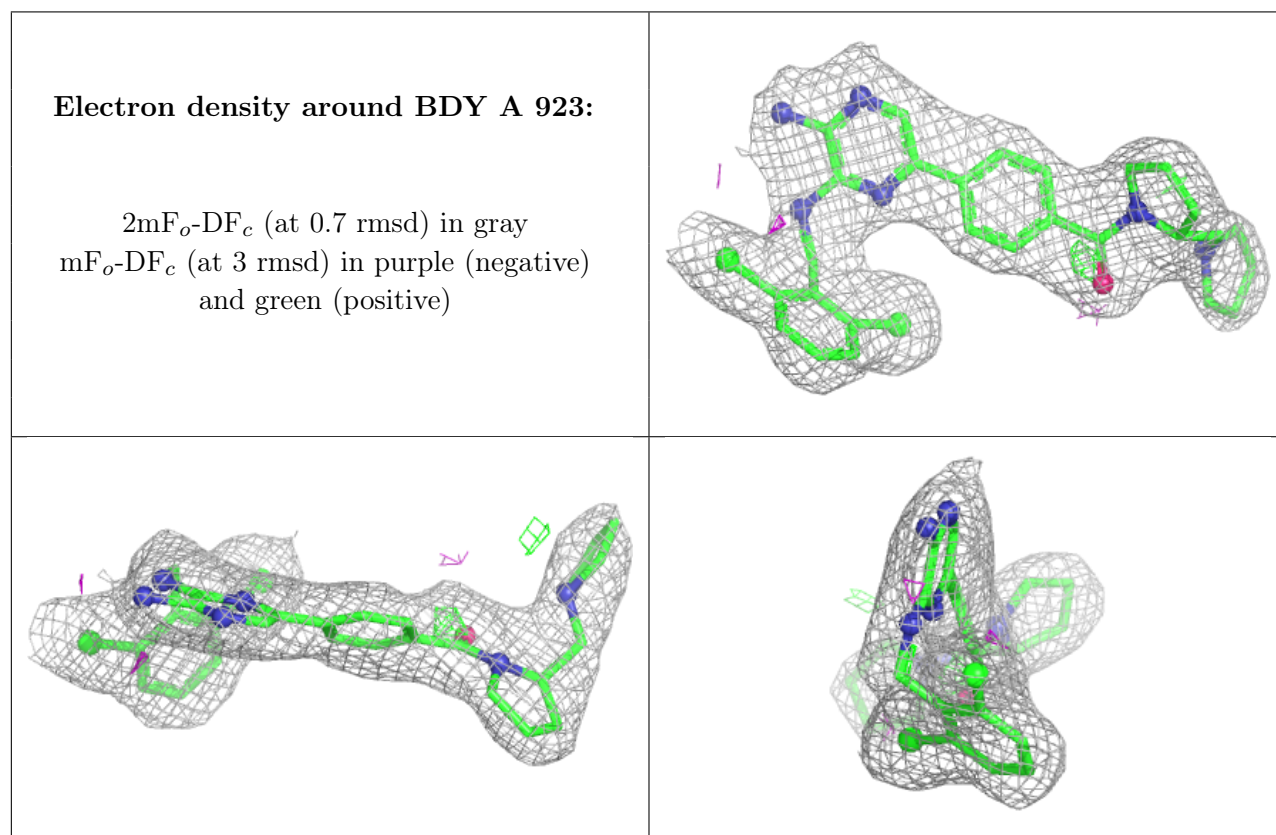 Electron density around BDY A 923:
2mFₒ-DF𝒸 (at 0.7 rmsd) in gray
mFₒ-DF𝒸 (at 3 rmsd) in purple (negative)
and green (positive)